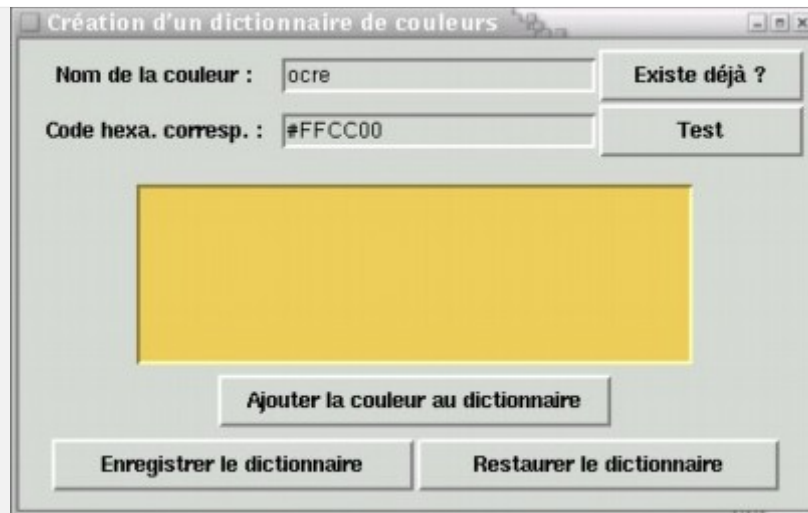 Création d'un dictionnaire de couleurs
Nom de la couleur : ocre Existe déjà ?
Code hexa. corresp. : #FFCC00 Test
Ajouter la couleur au dictionnaire
Enregistrer le dictionnaire Restaurer le dictionnaire